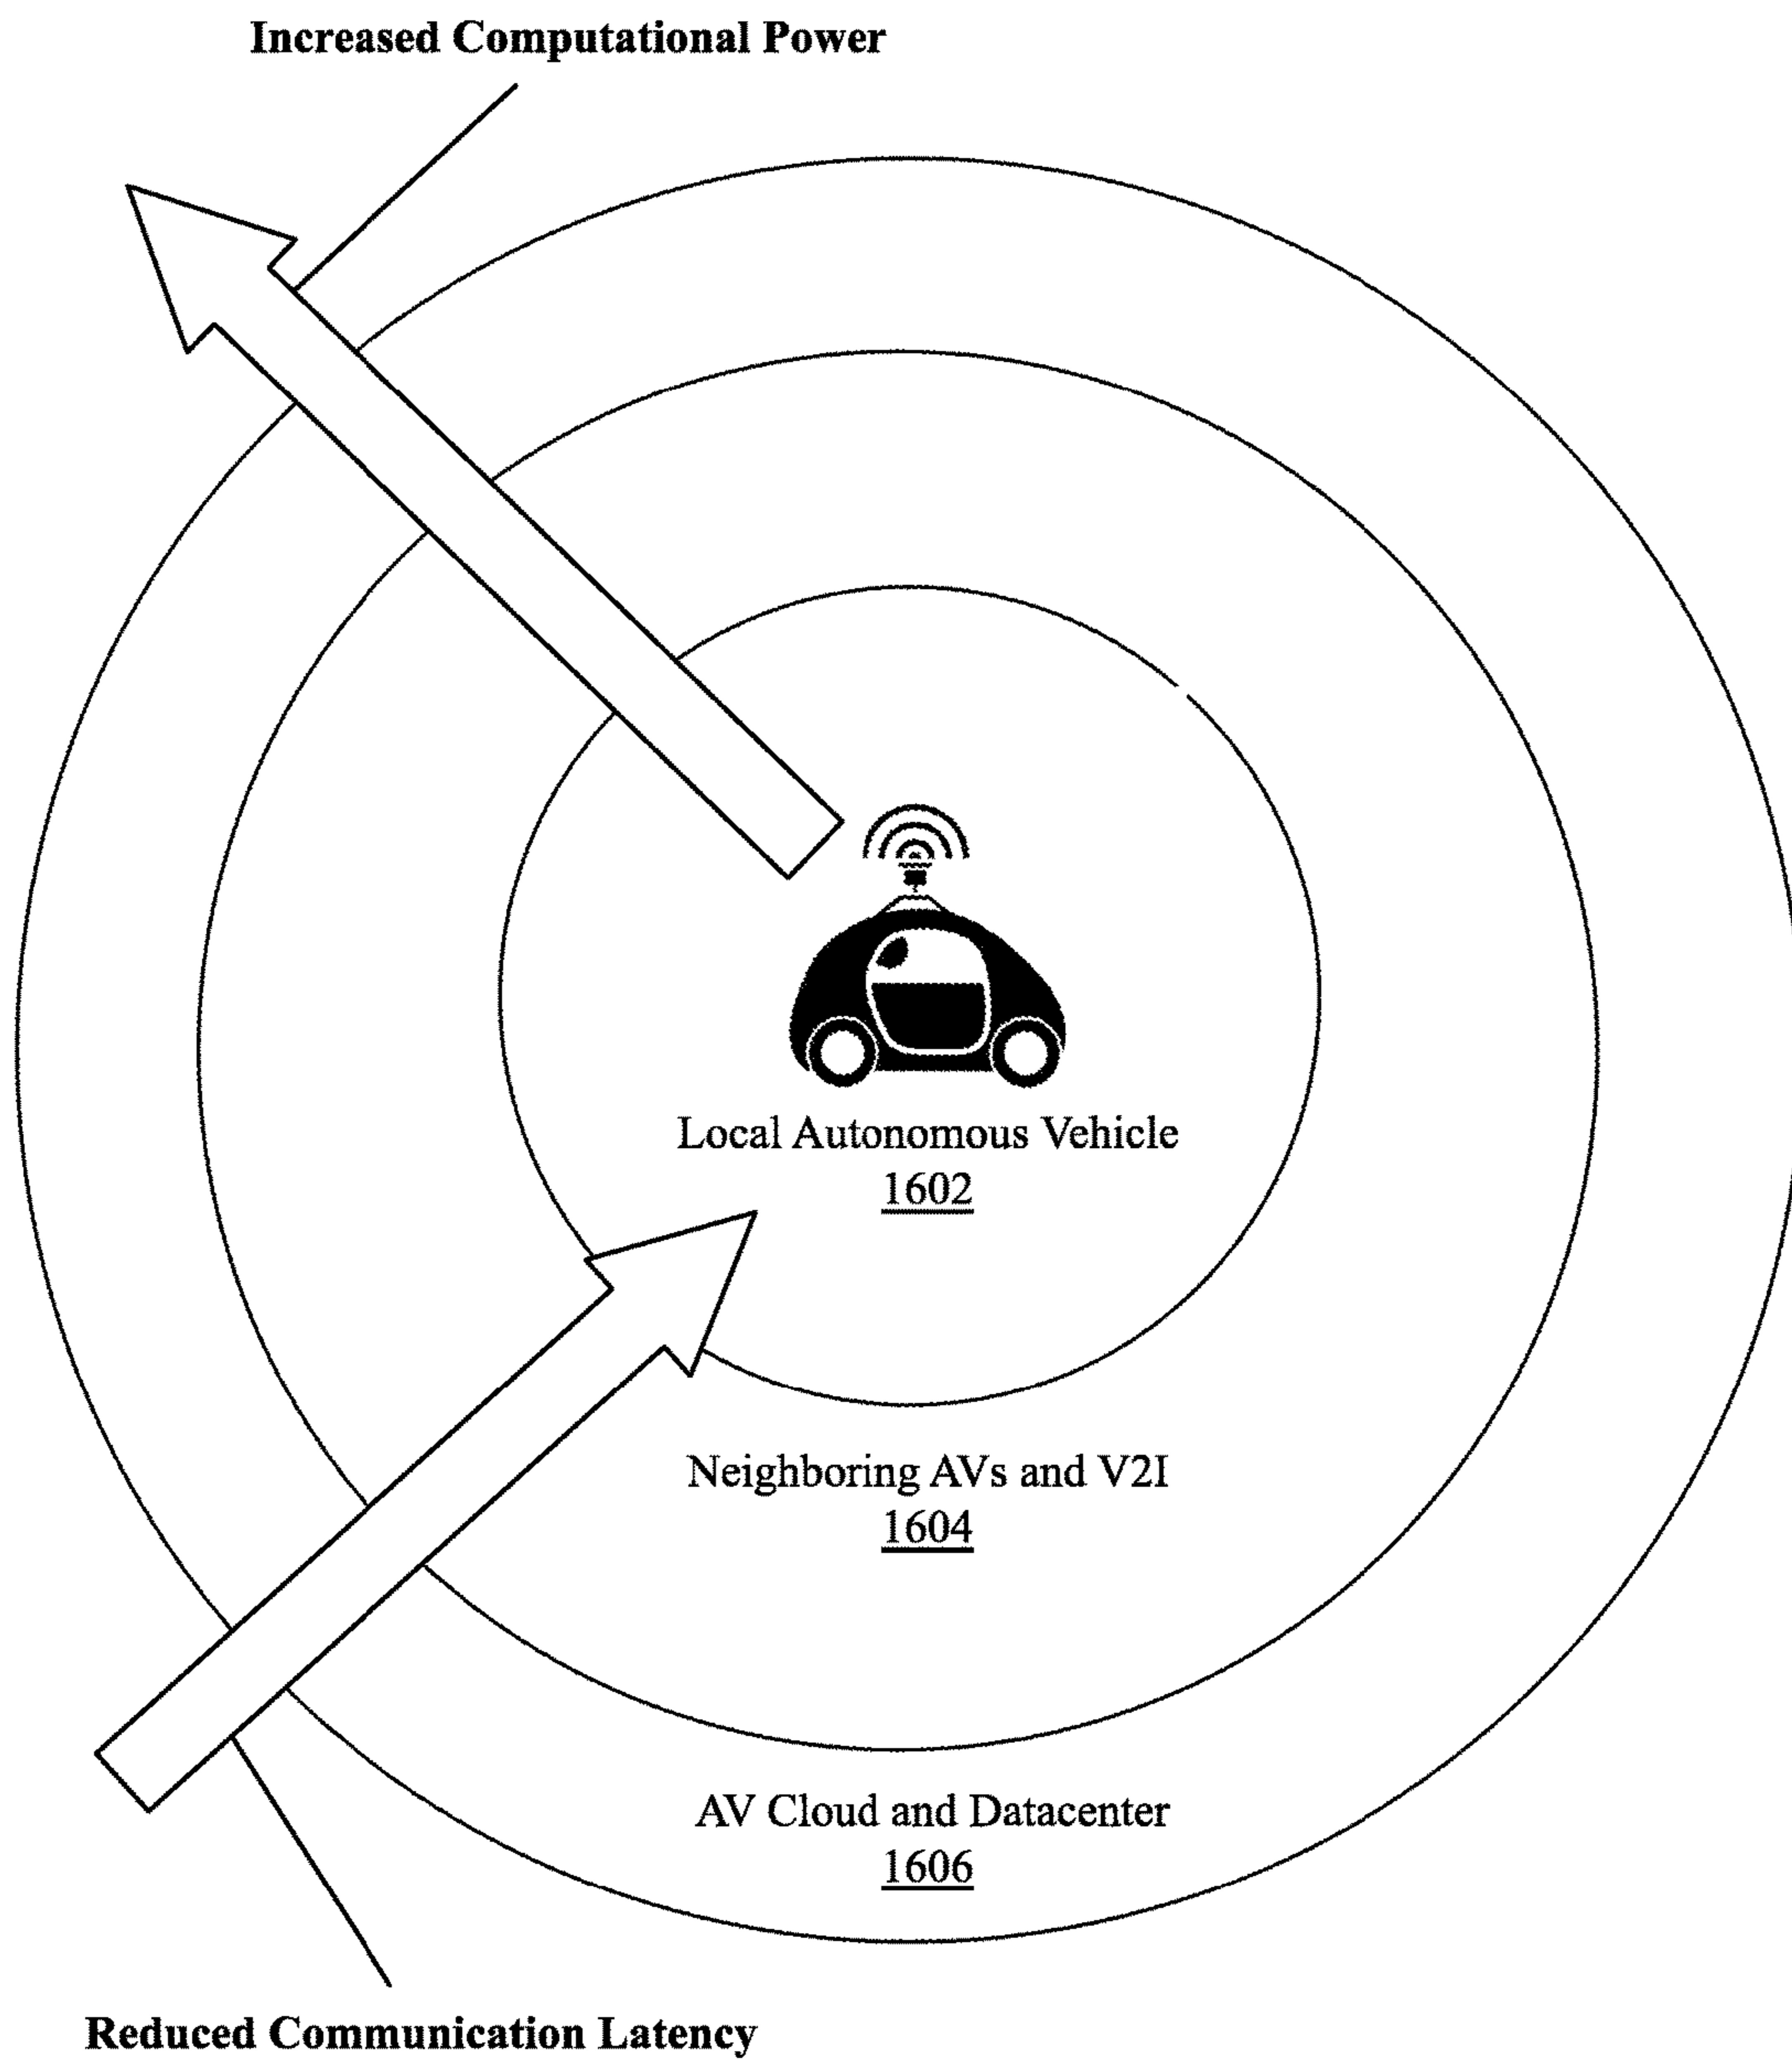 Increased Computational Power
Local Autonomous Vehicle
1602
Neighboring AVs and V2I
1604
AV Cloud and Datacenter
1606
Reduced Communication Latency